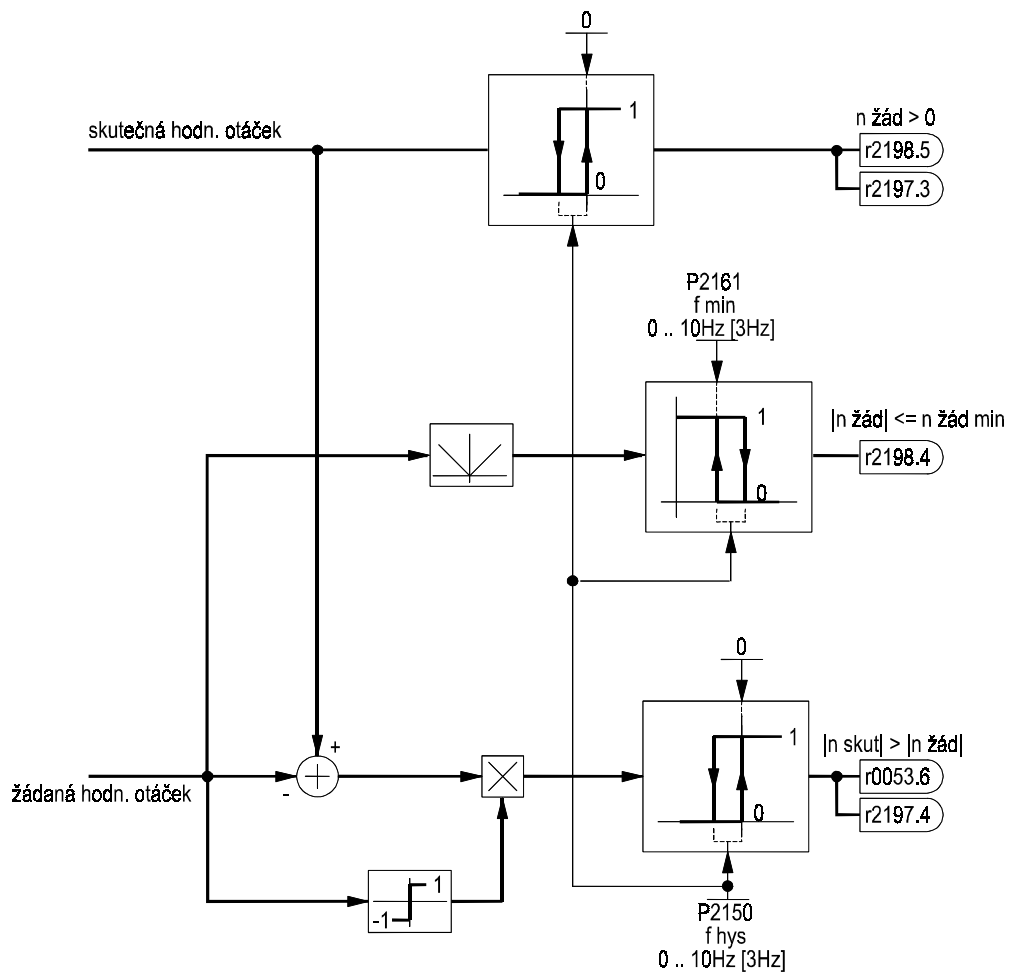 0
1
0
skutečná hodn. otáček
n žád > 0
r2198.5
r2197.3
P2161
f min
0 .. 10Hz [3Hz]
1
0
|n žád| <= n žád min
r2198.4
0
1
0
|n skut| > |n žád|
r0053.6
r2197.4
+
-
žádaná hodn. otáček
1
-1
P2150
f hys
0 .. 10Hz [3Hz]